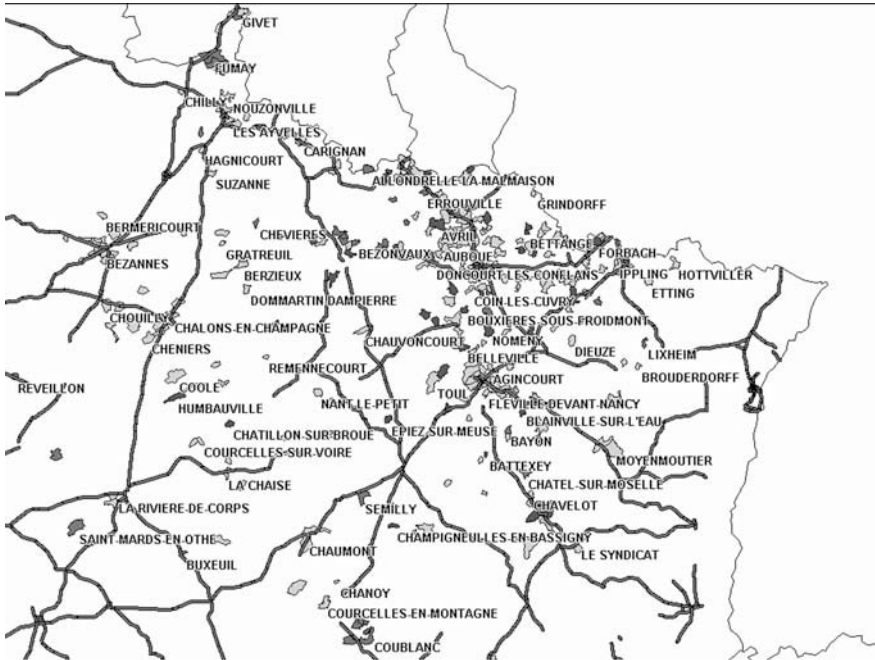 GIVET
FUMAY
CHILLY
NOUZONVILLE
LES AYVELLES
CARIGNAN
HAGNICOURT
SUZANNE
ALLONDRELLE-LA-MALMAISON
ERROUVILLE
GRINDORFF
BERMERICOURT
CHEVIERES
AVRIL
BETTANGE
BEZANNES
GRATREUIL
BEZONVAUX
AUBOUE
FORBACH
BERZIEUX
DONCOURT-LES-CONFLANS
IPPLING
HOTTVILLER
ETTING
DOMMARTIN-DAMPIERRE
COIN-LES-CUVRY
CHOUILLY
CHALONS-EN-CHAMPAGNE
BOUXIERES-SOUS-FROIDMONT
CHENIERS
CHAUVONCOURT
NOMENY
DIEUZE
LIXHEIM
BELLEVILLE
REMENNECOURT
AGINCOURT
BROUDERDORFF
REVEILLON
COOLE
TOUL
HUMBAUVILLE
NANT-LE-PETIT
FLEVILLE-DEVANT-NANCY
BLAINVILLE-SUR-L'EAU
CHATILLON-SUR-BROUE
EPIEZ-SUR-MEUSE
BAYON
COURCELLES-SUR-VOIRE
MOYENMOUTIER
BATTEXEY
LA CHAISE
CHATEL-SUR-MOSELLE
LA RIVIERE-DE-CORPS
SEMILLY
CHAVELOT
SAINT-MARDS-EN-OTHE
CHAMPIGNEULLES-EN-BASSIGNY
CHAUMONT
LE SYNDICAT
BUXEUIL
CHANOY
COURCELLES-EN-MONTAGNE
COUBLANC